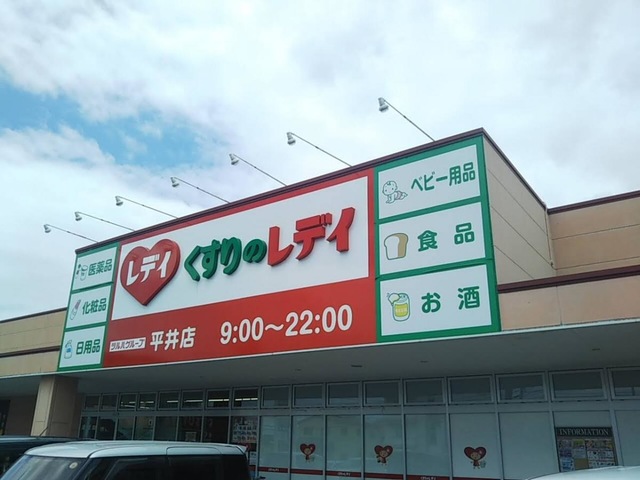 医薬品
化粧品
日用品
レデイ
くすりのレデイ
ツルハグループ 平井店 9:00~22:00
ベビー用品
食品
お酒
INFORMATION